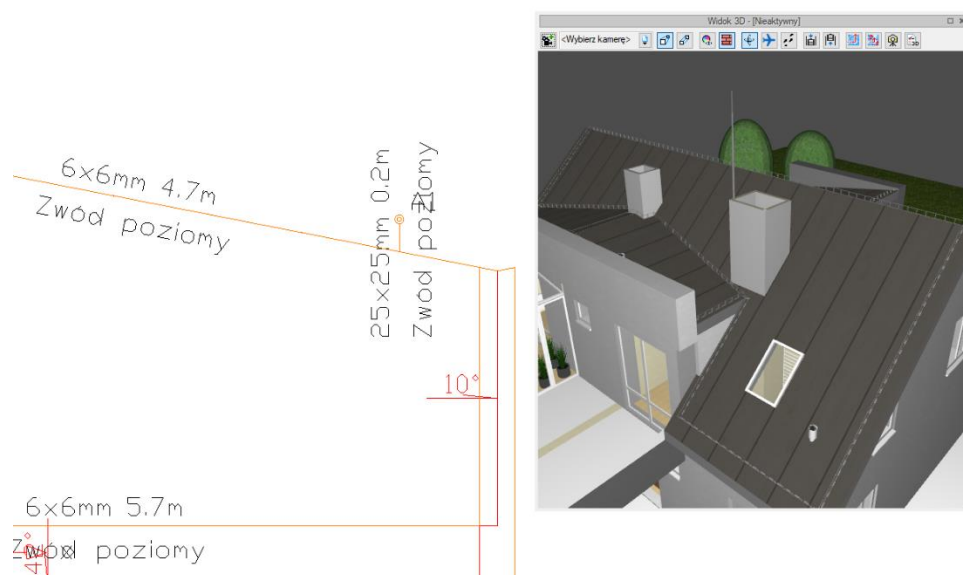 Widok 3D - [Nieaktywny]
<Wybierz kamerę>
6x6mm 4.7m
Zwód poziomy
25x25mm 0.2m
Zwód poziomy
10°
6x6mm 5.7m
Zwód poziomy